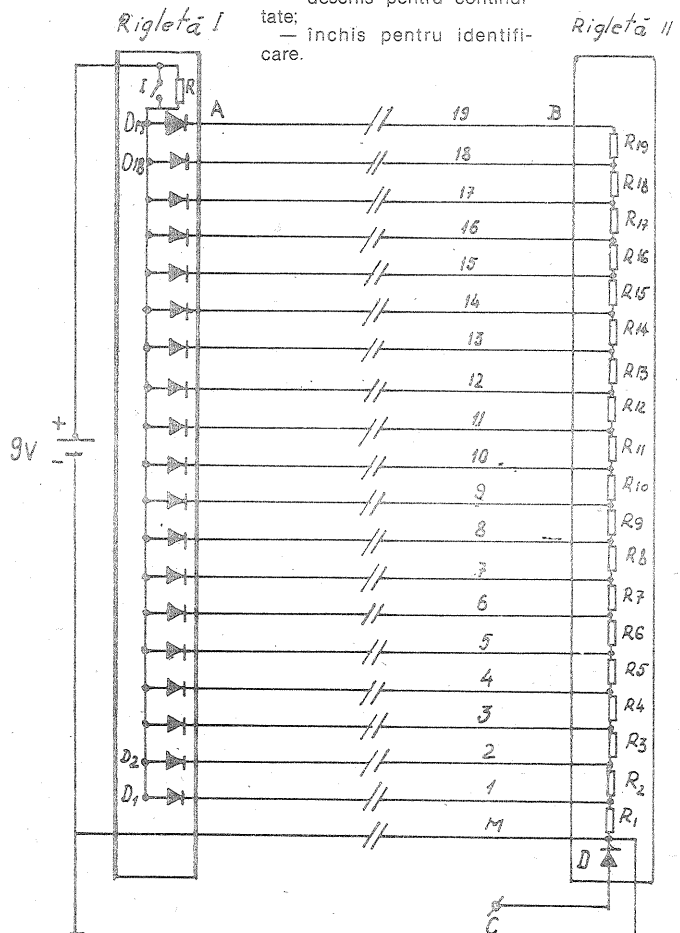 deschis pentru continui-
tate;
— închis pentru identifi-
care.
Rigletă I
Rigletă II
I R
A
19
B
D19
R19
D18
18
R18
17
R17
16
R16
15
R15
14
R14
13
R13
12
R12
11
R11
+
9V
-
10
R10
9
R9
8
R8
7
R7
6
R6
5
R5
4
R4
3
R3
D2
2
R2
D1
1
R1
M
D
C